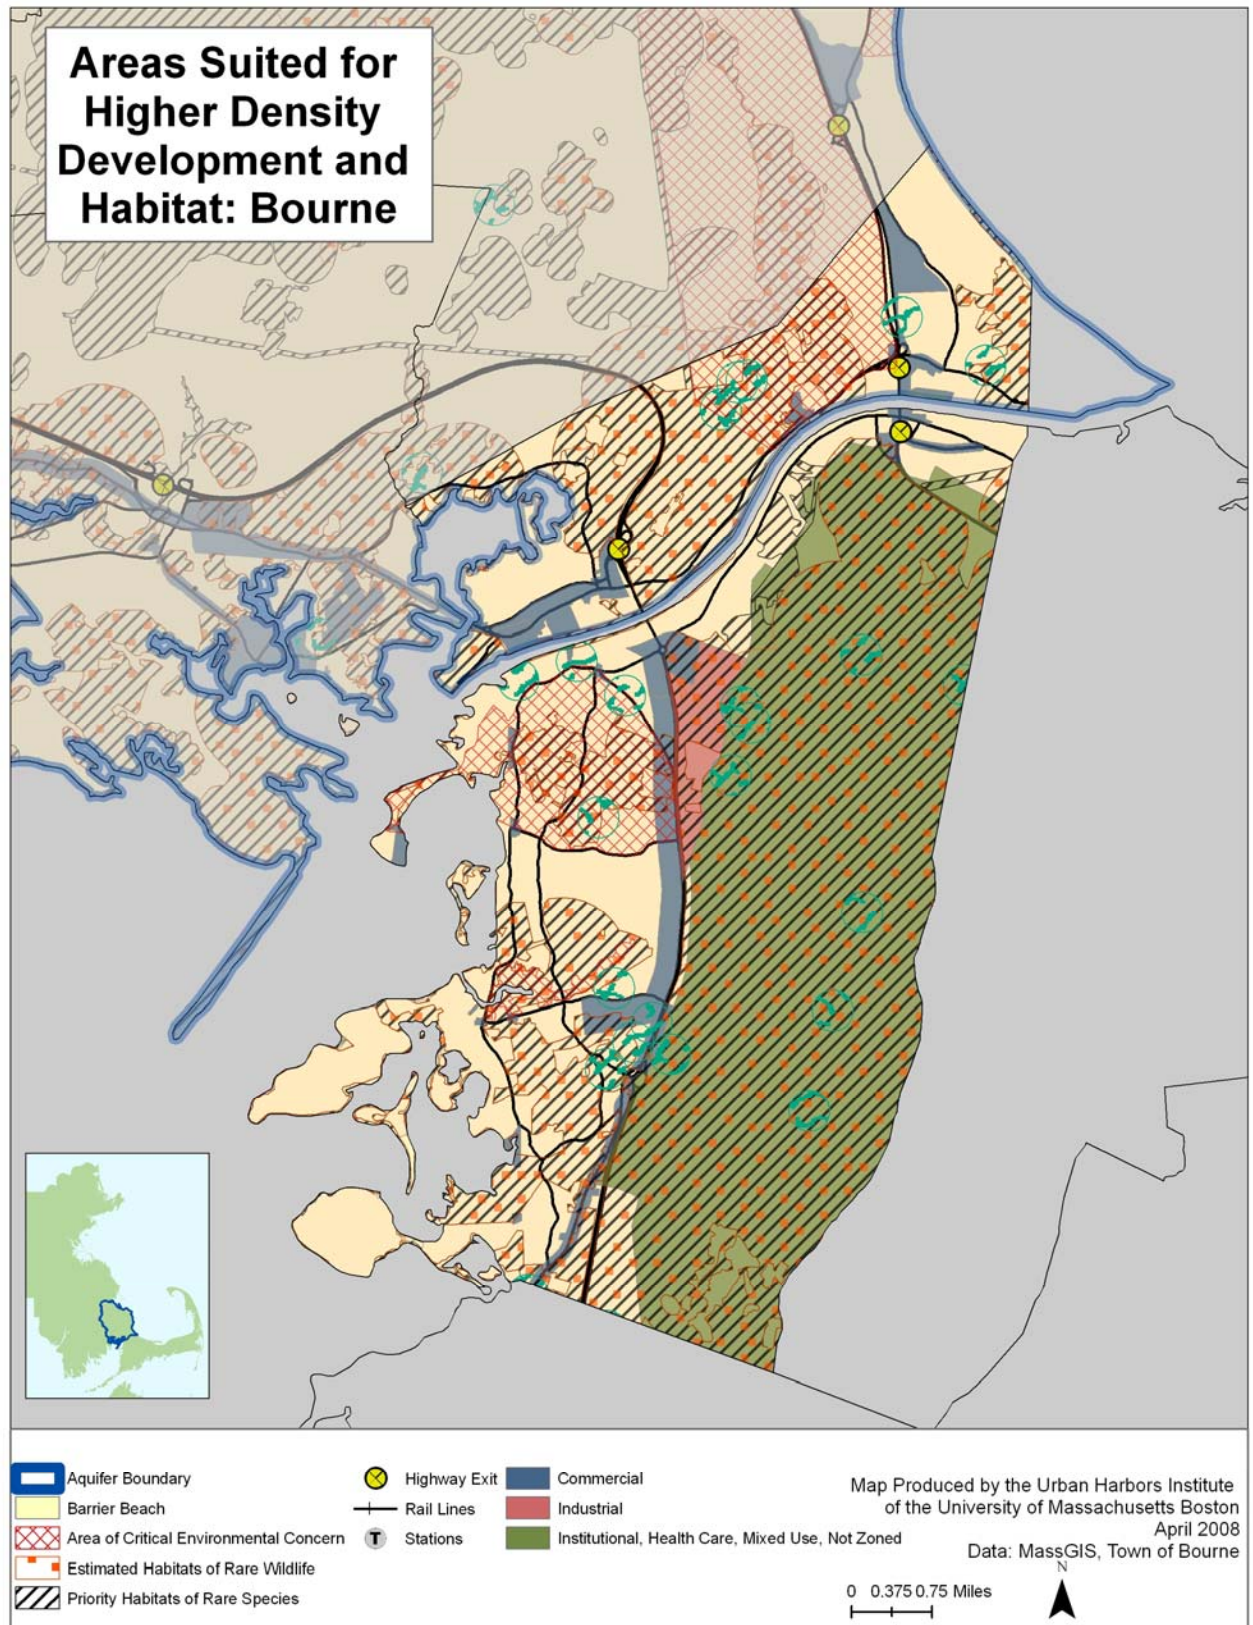 Areas Suited for
Higher Density
Development and
Habitat: Bourne
Aquifer Boundary
Barrier Beach
Area of Critical Environmental Concern
Estimated Habitats of Rare Wildlife
Priority Habitats of Rare Species
Highway Exit
Rail Lines
T Stations
Commercial
Industrial
Institutional, Health Care, Mixed Use, Not Zoned
Map Produced by the Urban Harbors Institute
of the University of Massachusetts Boston
April 2008
Data: MassGIS, Town of Bourne
N
0 0.375 0.75 Miles